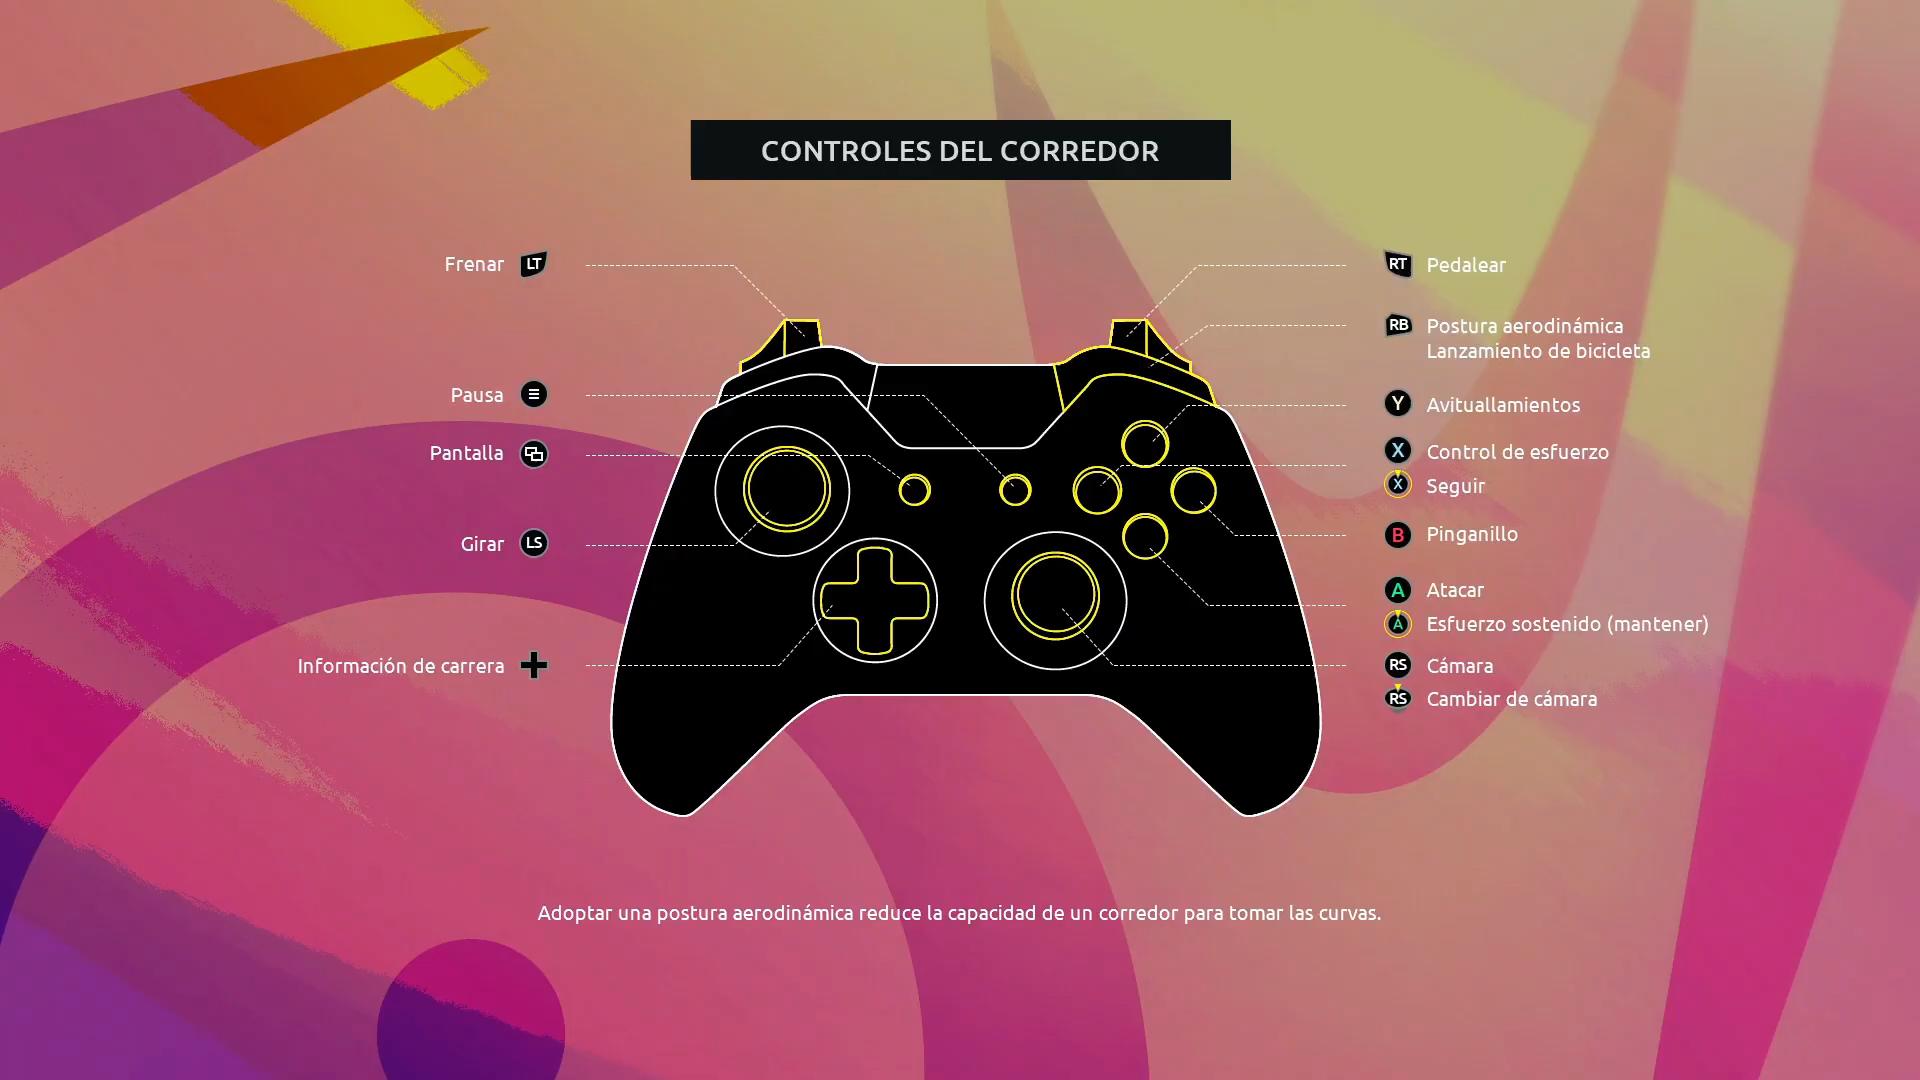 CONTROLES DEL CORREDOR
Frenar LT
Pausa
Pantalla
Girar LS
Información de carrera
RT Pedalear
RB Postura aerodinámica
Lanzamiento de bicicleta
Y Avituallamientos
X Control de esfuerzo
X Seguir
B Pinganillo
A Atacar
A Esfuerzo sostenido (mantener)
RS Cámara
RS Cambiar de cámara
Adoptar una postura aerodinámica reduce la capacidad de un corredor para tomar las curvas.